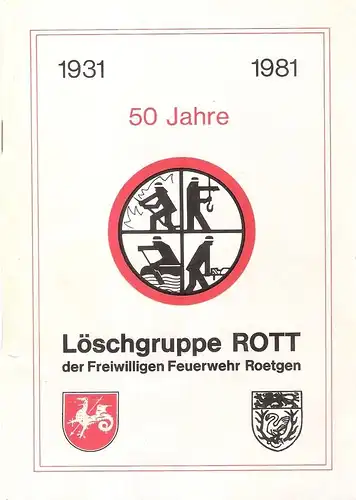 1931 1981
50 Jahre
Löschgruppe ROTT
der Freiwilligen Feuerwehr Roetgen